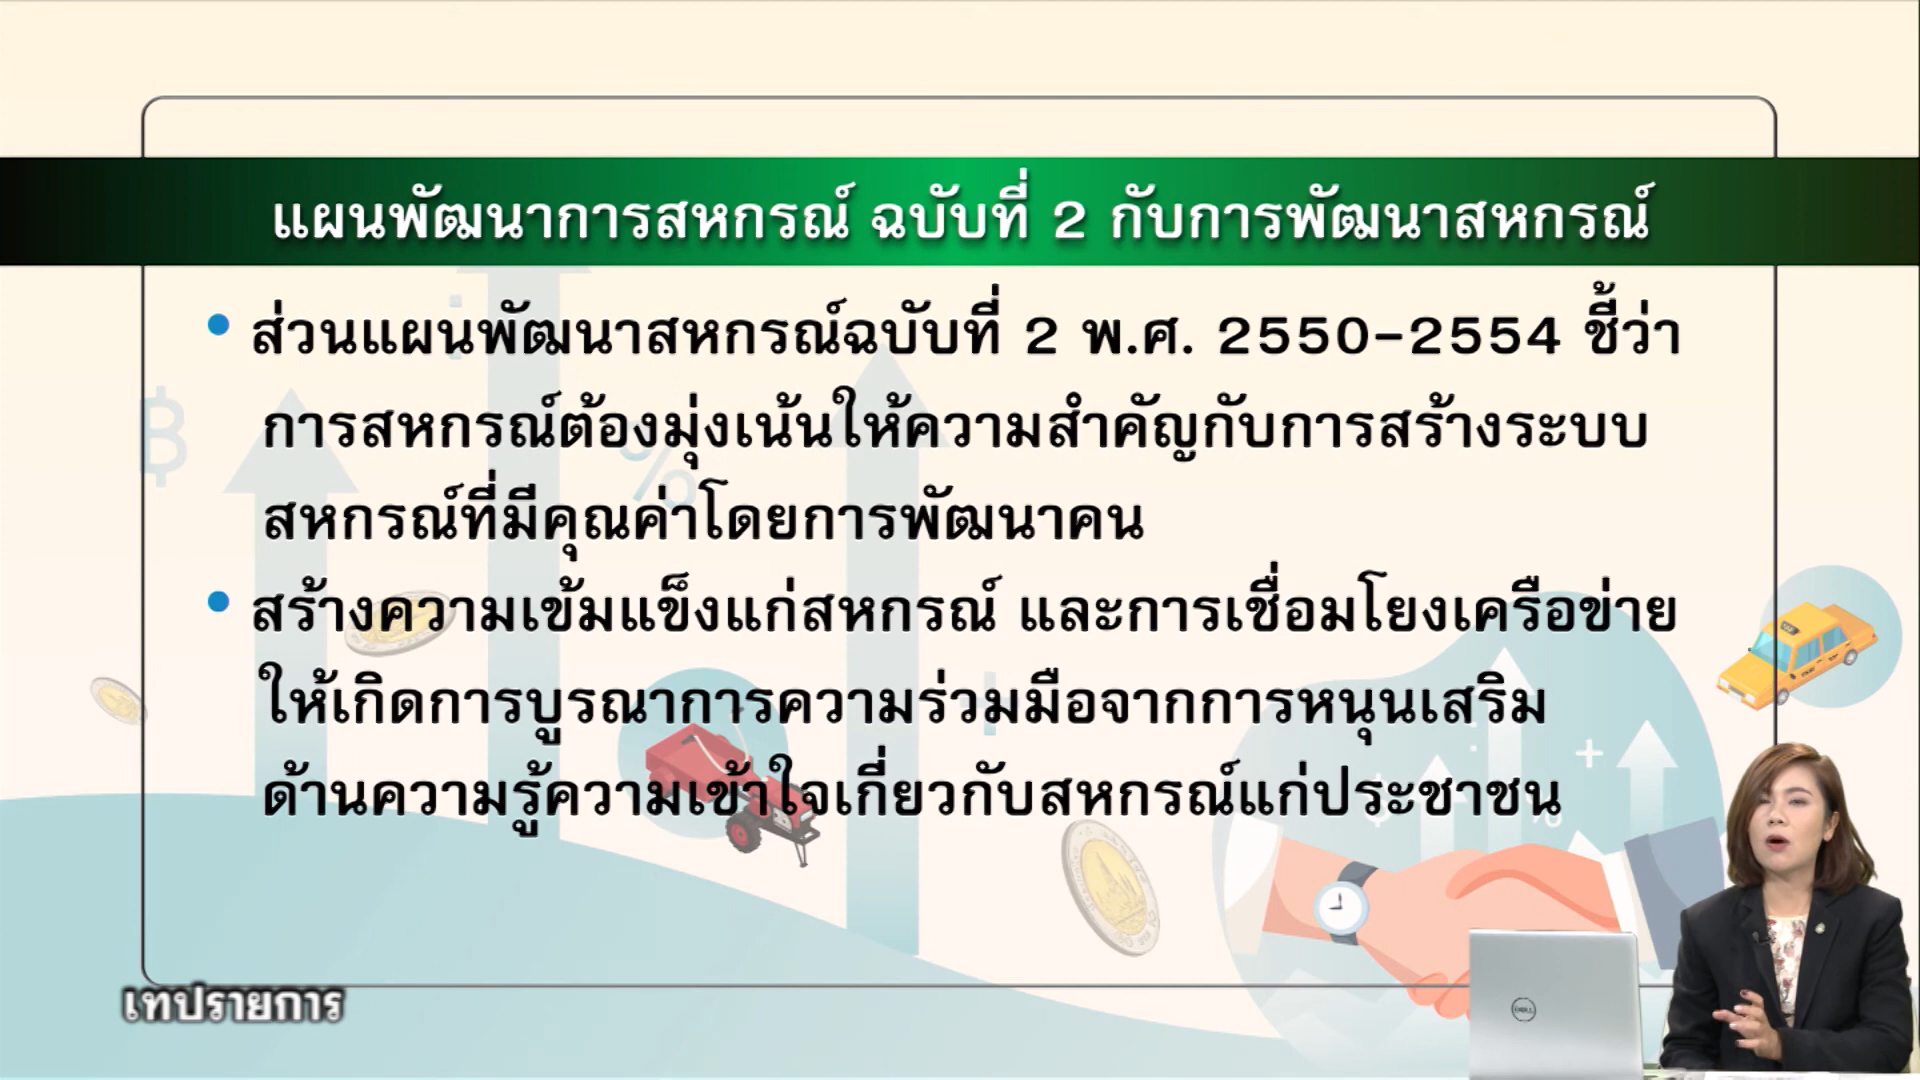 แผนพัฒนาการสหกรณ์ ฉบับที่ 2 กับการพัฒนาสหกรณ์
• ส่วนแผนพัฒนาสหกรณ์ฉบับที่ 2 พ.ศ. 2550-2554 ชี้ว่า
การสหกรณ์ต้องมุ่งเน้นให้ความสำคัญกับการสร้างระบบ
สหกรณ์ที่มีคุณค่าโดยการพัฒนาคน
• สร้างความเข้มแข็งแก่สหกรณ์ และการเชื่อมโยงเครือข่าย
ให้เกิดการบูรณาการความร่วมมือจากการหนุนเสริม
ด้านความรู้ความเข้าใจเกี่ยวกับสหกรณ์แก่ประชาชน
เทปรายการ
DELL